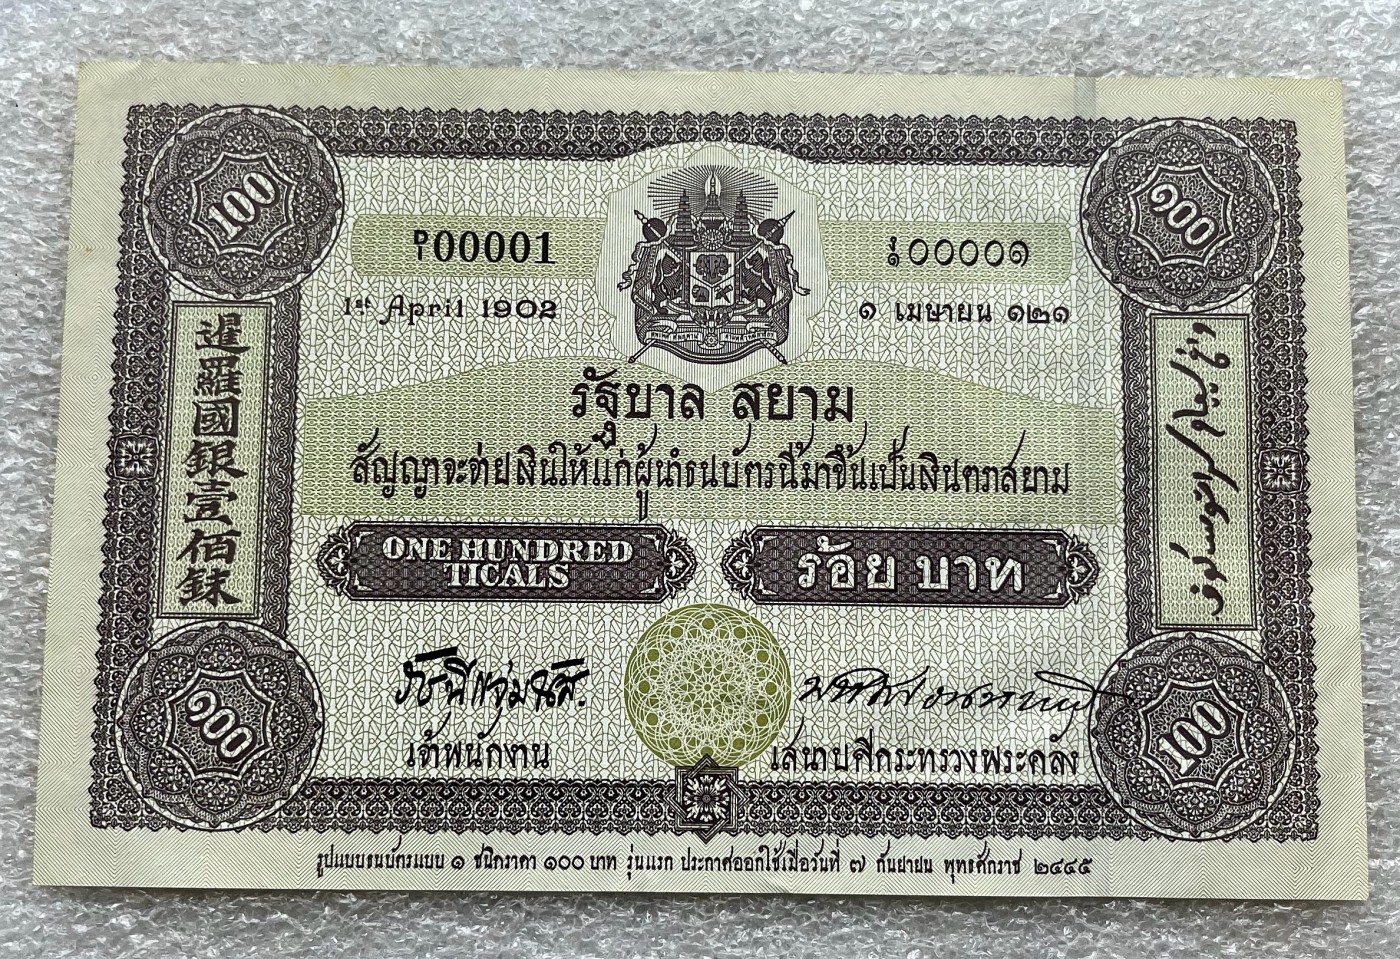 100
๑๐๐
D/1 00001
ง/๑ ๐๐๐๐๑
1st April 1902
๑ เมษายน ๑๒๑
รัฐบาล สยาม
สัญญาจะจ่ายเงินให้แก่ผู้นำธนบัตรนี้มาขึ้นเป็นเงินตราสยาม
暹羅國銀壹佰銖
ONE HUNDRED
TICALS
ร้อย บาท
เจ้าพนักงาน
เสนาบดีกระทรวงพระคลัง
๑๐๐
100
รูปแบบธนบัตรแบบ ๑ ชนิดราคา ๑๐๐ บาท รุ่นแรก ประกาศออกใช้เมื่อวันที่ ๗ กันยายน พุทธศักราช ๒๔๔๕